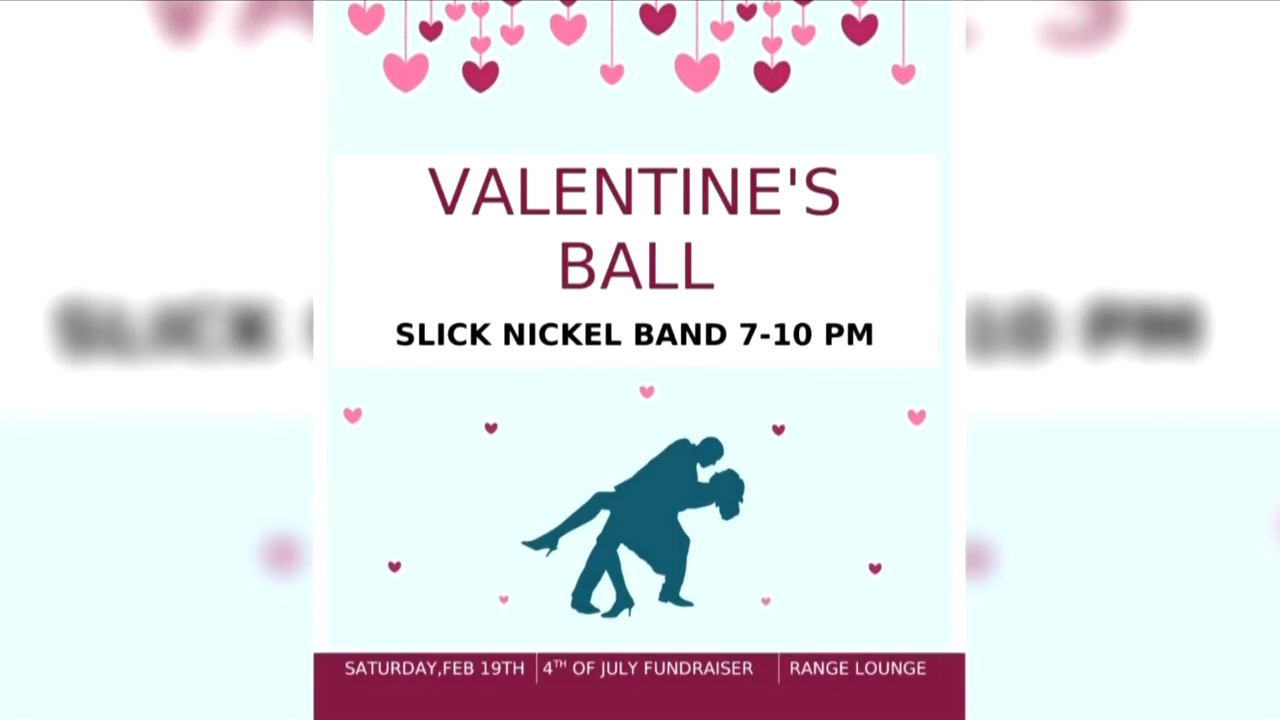 VALENTINE'S
BALL
SLICK NICKEL BAND 7-10 PM
SATURDAY,FEB 19TH
4TH OF JULY FUNDRAISER
RANGE LOUNGE